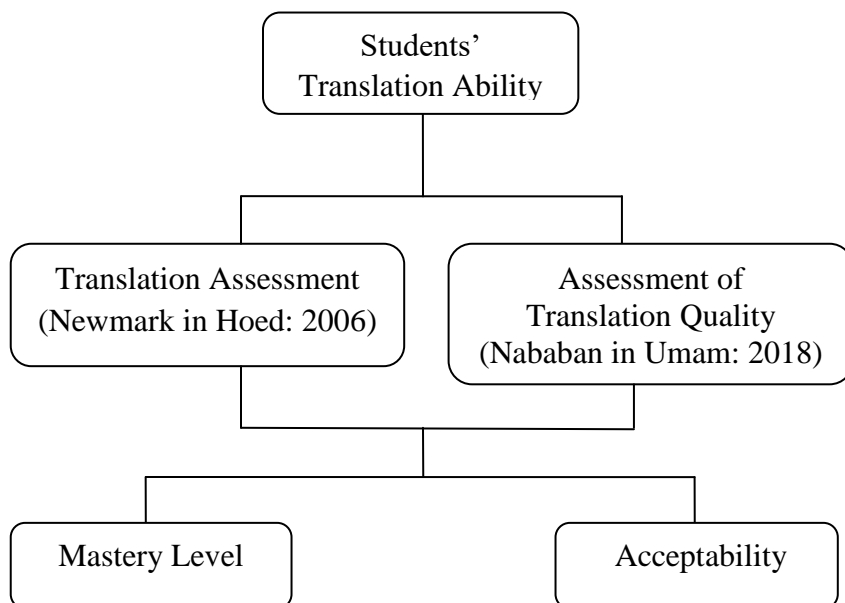 Students’
Translation Ability
Translation Assessment
(Newmark in Hoed: 2006)
Assessment of
Translation Quality
(Nababan in Umam: 2018)
Mastery Level
Acceptability